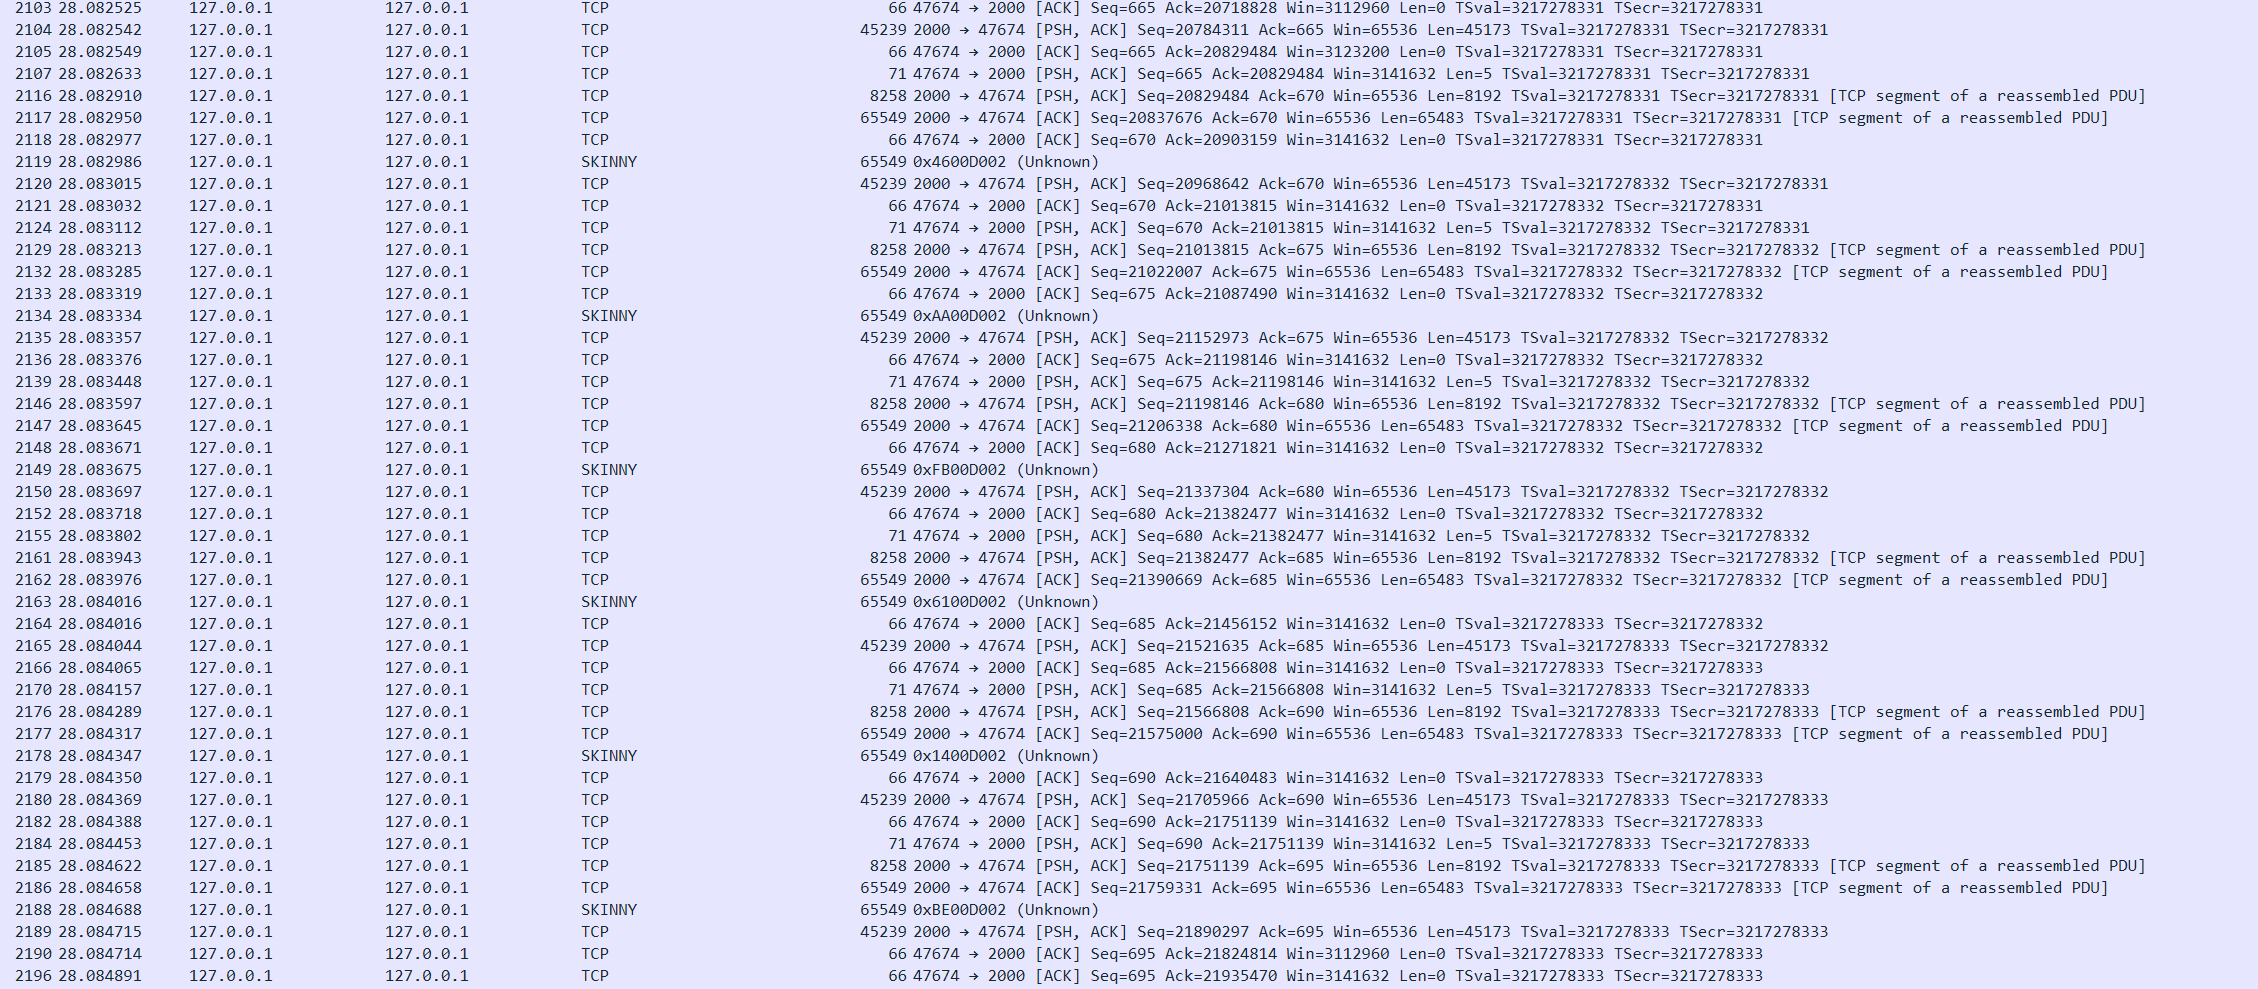 2103 28.082525 127.0.0.1 127.0.0.1 TCP 66 47674 → 2000 [ACK] Seq=665 Ack=20718828 Win=3112960 Len=0 TSval=3217278331 TSecr=3217278331
2104 28.082542 127.0.0.1 127.0.0.1 TCP 45239 2000 → 47674 [PSH, ACK] Seq=20784311 Ack=665 Win=65536 Len=45173 TSval=3217278331 TSecr=3217278331
2105 28.082549 127.0.0.1 127.0.0.1 TCP 66 47674 → 2000 [ACK] Seq=665 Ack=20829484 Win=3123200 Len=0 TSval=3217278331 TSecr=3217278331
2107 28.082633 127.0.0.1 127.0.0.1 TCP 71 47674 → 2000 [PSH, ACK] Seq=665 Ack=20829484 Win=3141632 Len=5 TSval=3217278331 TSecr=3217278331
2116 28.082910 127.0.0.1 127.0.0.1 TCP 8258 2000 → 47674 [PSH, ACK] Seq=20829484 Ack=670 Win=65536 Len=8192 TSval=3217278331 TSecr=3217278331 [TCP segment of a reassembled PDU]
2117 28.082950 127.0.0.1 127.0.0.1 TCP 65549 2000 → 47674 [ACK] Seq=20837676 Ack=670 Win=65536 Len=65483 TSval=3217278331 TSecr=3217278331 [TCP segment of a reassembled PDU]
2118 28.082977 127.0.0.1 127.0.0.1 TCP 66 47674 → 2000 [ACK] Seq=670 Ack=20903159 Win=3141632 Len=0 TSval=3217278331 TSecr=3217278331
2119 28.082986 127.0.0.1 127.0.0.1 SKINNY 65549 0x4600D002 (Unknown)
2120 28.083015 127.0.0.1 127.0.0.1 TCP 45239 2000 → 47674 [PSH, ACK] Seq=20968642 Ack=670 Win=65536 Len=45173 TSval=3217278332 TSecr=3217278331
2121 28.083032 127.0.0.1 127.0.0.1 TCP 66 47674 → 2000 [ACK] Seq=670 Ack=21013815 Win=3141632 Len=0 TSval=3217278332 TSecr=3217278331
2124 28.083112 127.0.0.1 127.0.0.1 TCP 71 47674 → 2000 [PSH, ACK] Seq=670 Ack=21013815 Win=3141632 Len=5 TSval=3217278332 TSecr=3217278331
2129 28.083213 127.0.0.1 127.0.0.1 TCP 8258 2000 → 47674 [PSH, ACK] Seq=21013815 Ack=675 Win=65536 Len=8192 TSval=3217278332 TSecr=3217278332 [TCP segment of a reassembled PDU]
2132 28.083285 127.0.0.1 127.0.0.1 TCP 65549 2000 → 47674 [ACK] Seq=21022007 Ack=675 Win=65536 Len=65483 TSval=3217278332 TSecr=3217278332 [TCP segment of a reassembled PDU]
2133 28.083319 127.0.0.1 127.0.0.1 TCP 66 47674 → 2000 [ACK] Seq=675 Ack=21087490 Win=3141632 Len=0 TSval=3217278332 TSecr=3217278332
2134 28.083334 127.0.0.1 127.0.0.1 SKINNY 65549 0xAA00D002 (Unknown)
2135 28.083357 127.0.0.1 127.0.0.1 TCP 45239 2000 → 47674 [PSH, ACK] Seq=21152973 Ack=675 Win=65536 Len=45173 TSval=3217278332 TSecr=3217278332
2136 28.083376 127.0.0.1 127.0.0.1 TCP 66 47674 → 2000 [ACK] Seq=675 Ack=21198146 Win=3141632 Len=0 TSval=3217278332 TSecr=3217278332
2139 28.083448 127.0.0.1 127.0.0.1 TCP 71 47674 → 2000 [PSH, ACK] Seq=675 Ack=21198146 Win=3141632 Len=5 TSval=3217278332 TSecr=3217278332
2146 28.083597 127.0.0.1 127.0.0.1 TCP 8258 2000 → 47674 [PSH, ACK] Seq=21198146 Ack=680 Win=65536 Len=8192 TSval=3217278332 TSecr=3217278332 [TCP segment of a reassembled PDU]
2147 28.083645 127.0.0.1 127.0.0.1 TCP 65549 2000 → 47674 [ACK] Seq=21206338 Ack=680 Win=65536 Len=65483 TSval=3217278332 TSecr=3217278332 [TCP segment of a reassembled PDU]
2148 28.083671 127.0.0.1 127.0.0.1 TCP 66 47674 → 2000 [ACK] Seq=680 Ack=21271821 Win=3141632 Len=0 TSval=3217278332 TSecr=3217278332
2149 28.083675 127.0.0.1 127.0.0.1 SKINNY 65549 0xFB00D002 (Unknown)
2150 28.083697 127.0.0.1 127.0.0.1 TCP 45239 2000 → 47674 [PSH, ACK] Seq=21337304 Ack=680 Win=65536 Len=45173 TSval=3217278332 TSecr=3217278332
2152 28.083718 127.0.0.1 127.0.0.1 TCP 66 47674 → 2000 [ACK] Seq=680 Ack=21382477 Win=3141632 Len=0 TSval=3217278332 TSecr=3217278332
2155 28.083802 127.0.0.1 127.0.0.1 TCP 71 47674 → 2000 [PSH, ACK] Seq=680 Ack=21382477 Win=3141632 Len=5 TSval=3217278332 TSecr=3217278332
2161 28.083943 127.0.0.1 127.0.0.1 TCP 8258 2000 → 47674 [PSH, ACK] Seq=21382477 Ack=685 Win=65536 Len=8192 TSval=3217278332 TSecr=3217278332 [TCP segment of a reassembled PDU]
2162 28.083976 127.0.0.1 127.0.0.1 TCP 65549 2000 → 47674 [ACK] Seq=21390669 Ack=685 Win=65536 Len=65483 TSval=3217278332 TSecr=3217278332 [TCP segment of a reassembled PDU]
2163 28.084016 127.0.0.1 127.0.0.1 SKINNY 65549 0x6100D002 (Unknown)
2164 28.084016 127.0.0.1 127.0.0.1 TCP 66 47674 → 2000 [ACK] Seq=685 Ack=21456152 Win=3141632 Len=0 TSval=3217278333 TSecr=3217278332
2165 28.084044 127.0.0.1 127.0.0.1 TCP 45239 2000 → 47674 [PSH, ACK] Seq=21521635 Ack=685 Win=65536 Len=45173 TSval=3217278333 TSecr=3217278332
2166 28.084065 127.0.0.1 127.0.0.1 TCP 66 47674 → 2000 [ACK] Seq=685 Ack=21566808 Win=3141632 Len=0 TSval=3217278333 TSecr=3217278333
2170 28.084157 127.0.0.1 127.0.0.1 TCP 71 47674 → 2000 [PSH, ACK] Seq=685 Ack=21566808 Win=3141632 Len=5 TSval=3217278333 TSecr=3217278333
2176 28.084289 127.0.0.1 127.0.0.1 TCP 8258 2000 → 47674 [PSH, ACK] Seq=21566808 Ack=690 Win=65536 Len=8192 TSval=3217278333 TSecr=3217278333 [TCP segment of a reassembled PDU]
2177 28.084317 127.0.0.1 127.0.0.1 TCP 65549 2000 → 47674 [ACK] Seq=21575000 Ack=690 Win=65536 Len=65483 TSval=3217278333 TSecr=3217278333 [TCP segment of a reassembled PDU]
2178 28.084347 127.0.0.1 127.0.0.1 SKINNY 65549 0x1400D002 (Unknown)
2179 28.084350 127.0.0.1 127.0.0.1 TCP 66 47674 → 2000 [ACK] Seq=690 Ack=21640483 Win=3141632 Len=0 TSval=3217278333 TSecr=3217278333
2180 28.084369 127.0.0.1 127.0.0.1 TCP 45239 2000 → 47674 [PSH, ACK] Seq=21705966 Ack=690 Win=65536 Len=45173 TSval=3217278333 TSecr=3217278333
2182 28.084388 127.0.0.1 127.0.0.1 TCP 66 47674 → 2000 [ACK] Seq=690 Ack=21751139 Win=3141632 Len=0 TSval=3217278333 TSecr=3217278333
2184 28.084453 127.0.0.1 127.0.0.1 TCP 71 47674 → 2000 [PSH, ACK] Seq=690 Ack=21751139 Win=3141632 Len=5 TSval=3217278333 TSecr=3217278333
2185 28.084622 127.0.0.1 127.0.0.1 TCP 8258 2000 → 47674 [PSH, ACK] Seq=21751139 Ack=695 Win=65536 Len=8192 TSval=3217278333 TSecr=3217278333 [TCP segment of a reassembled PDU]
2186 28.084658 127.0.0.1 127.0.0.1 TCP 65549 2000 → 47674 [ACK] Seq=21759331 Ack=695 Win=65536 Len=65483 TSval=3217278333 TSecr=3217278333 [TCP segment of a reassembled PDU]
2188 28.084688 127.0.0.1 127.0.0.1 SKINNY 65549 0xBE00D002 (Unknown)
2189 28.084715 127.0.0.1 127.0.0.1 TCP 45239 2000 → 47674 [PSH, ACK] Seq=21890297 Ack=695 Win=65536 Len=45173 TSval=3217278333 TSecr=3217278333
2190 28.084714 127.0.0.1 127.0.0.1 TCP 66 47674 → 2000 [ACK] Seq=695 Ack=21824814 Win=3112960 Len=0 TSval=3217278333 TSecr=3217278333
2196 28.084891 127.0.0.1 127.0.0.1 TCP 66 47674 → 2000 [ACK] Seq=695 Ack=21935470 Win=3141632 Len=0 TSval=3217278333 TSecr=3217278333